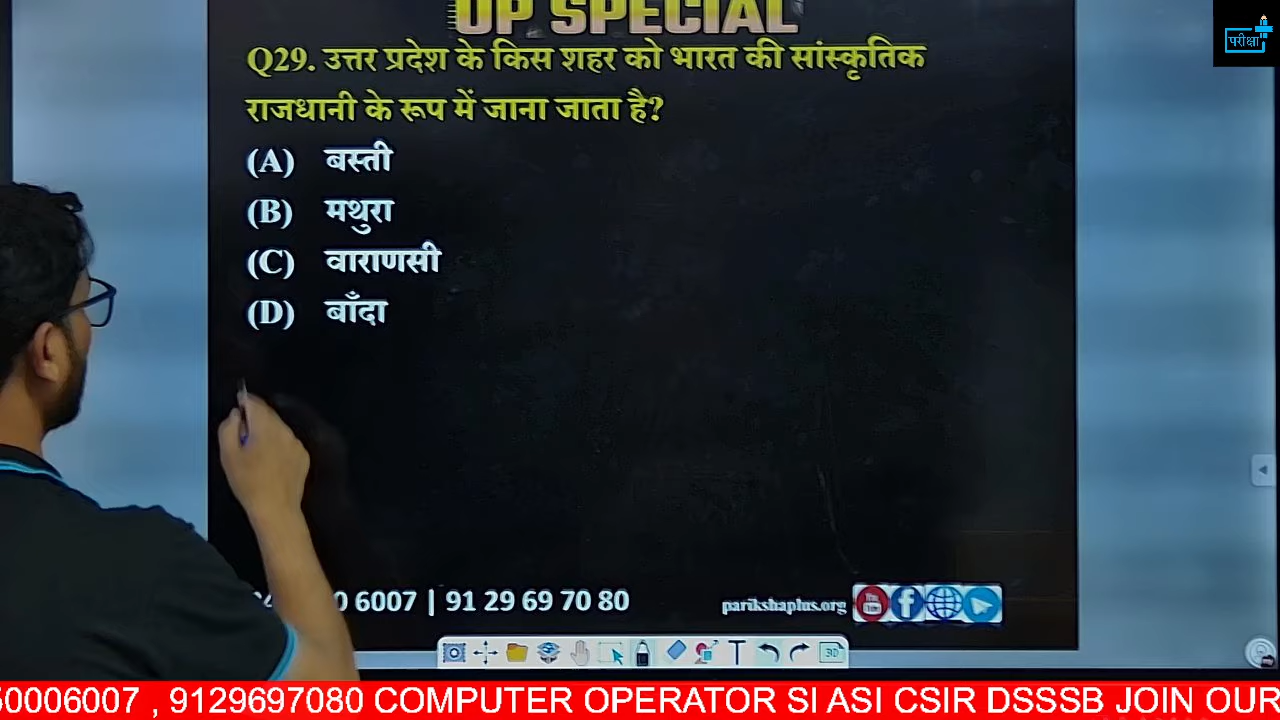 UP SPECIAL
परीक्षा
Q29. उत्तर प्रदेश के किस शहर को भारत की सांस्कृतिक
राजधानी के रूप में जाना जाता है?
(A) बस्ती
(B) मथुरा
(C) वाराणसी
(D) बाँदा
0 6007 | 91 29 69 70 80
parikshaplus.org
T
3D
50006007 , 9129697080 COMPUTER OPERATOR SI ASI CSIR DSSSB JOIN OUR